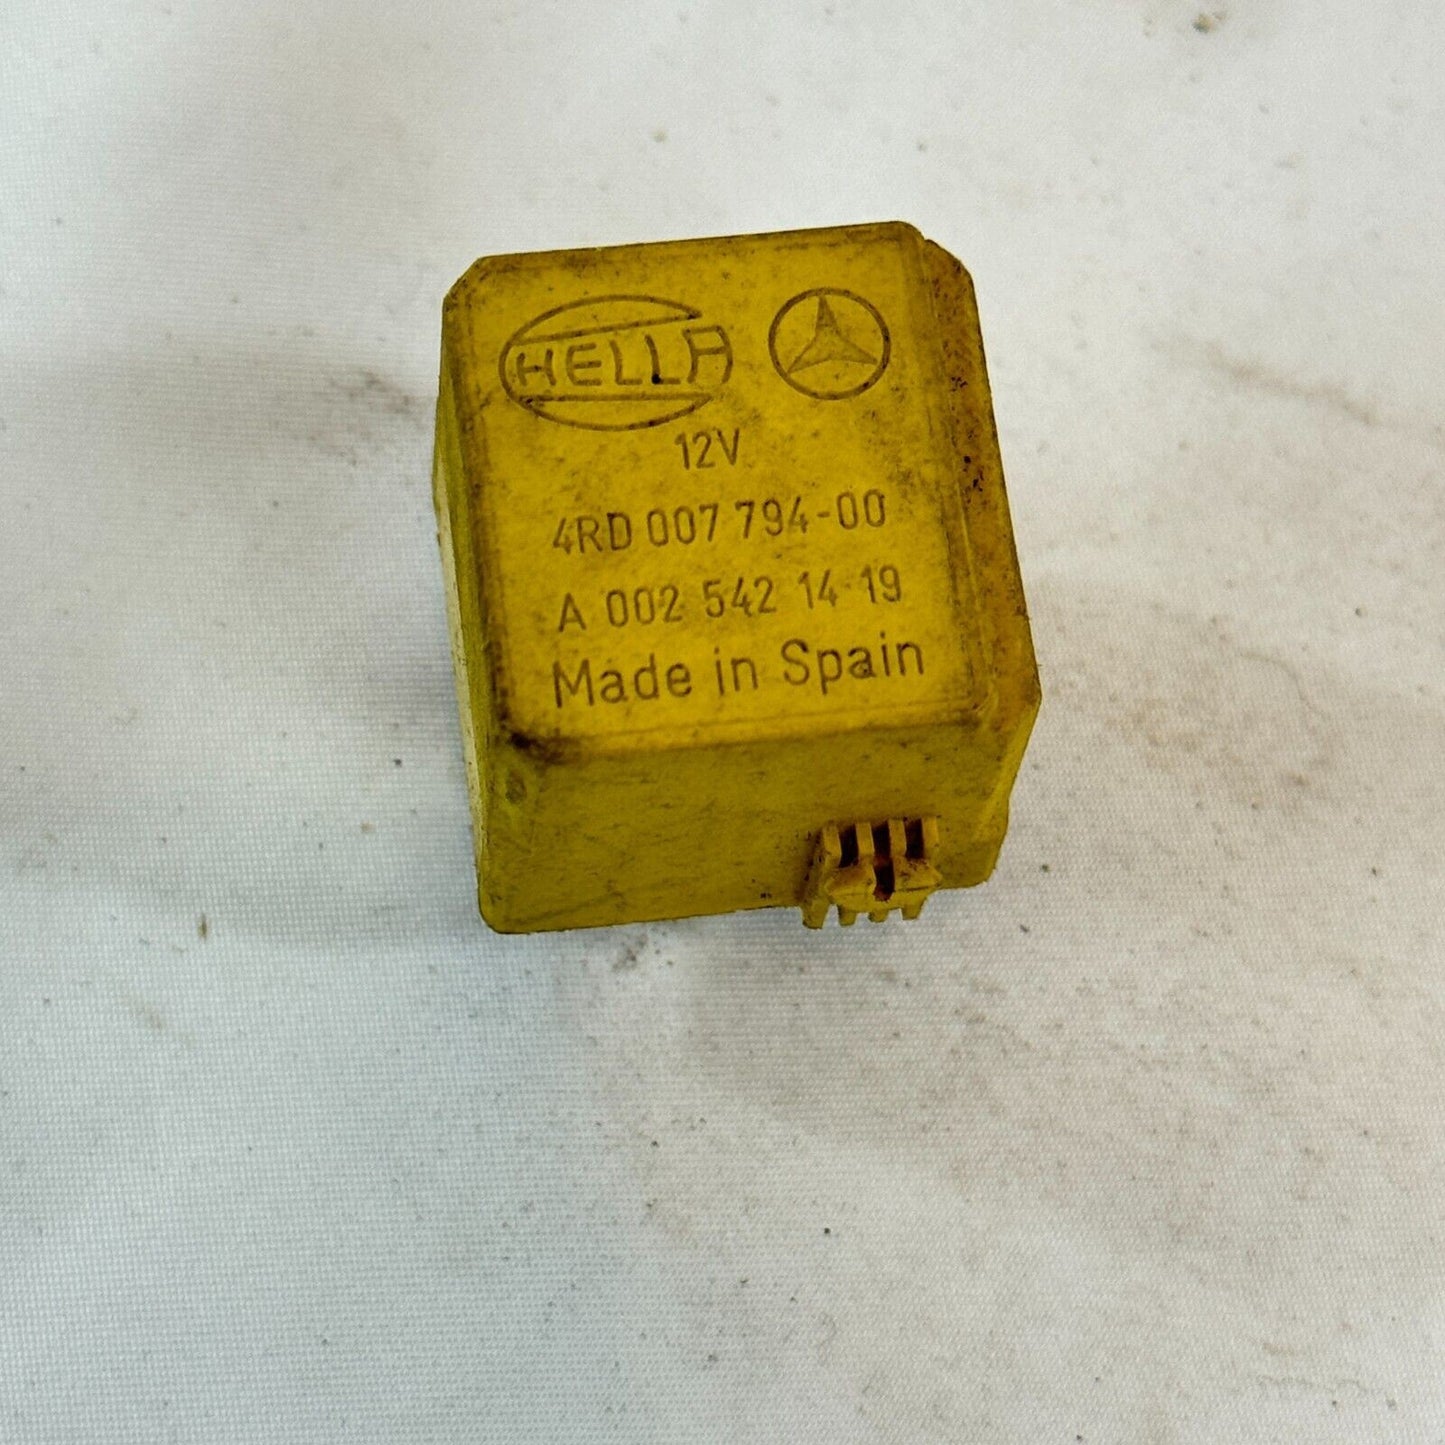 HELLA
12V
4RD 007 794-00
A 002 542 14 19
Made in Spain